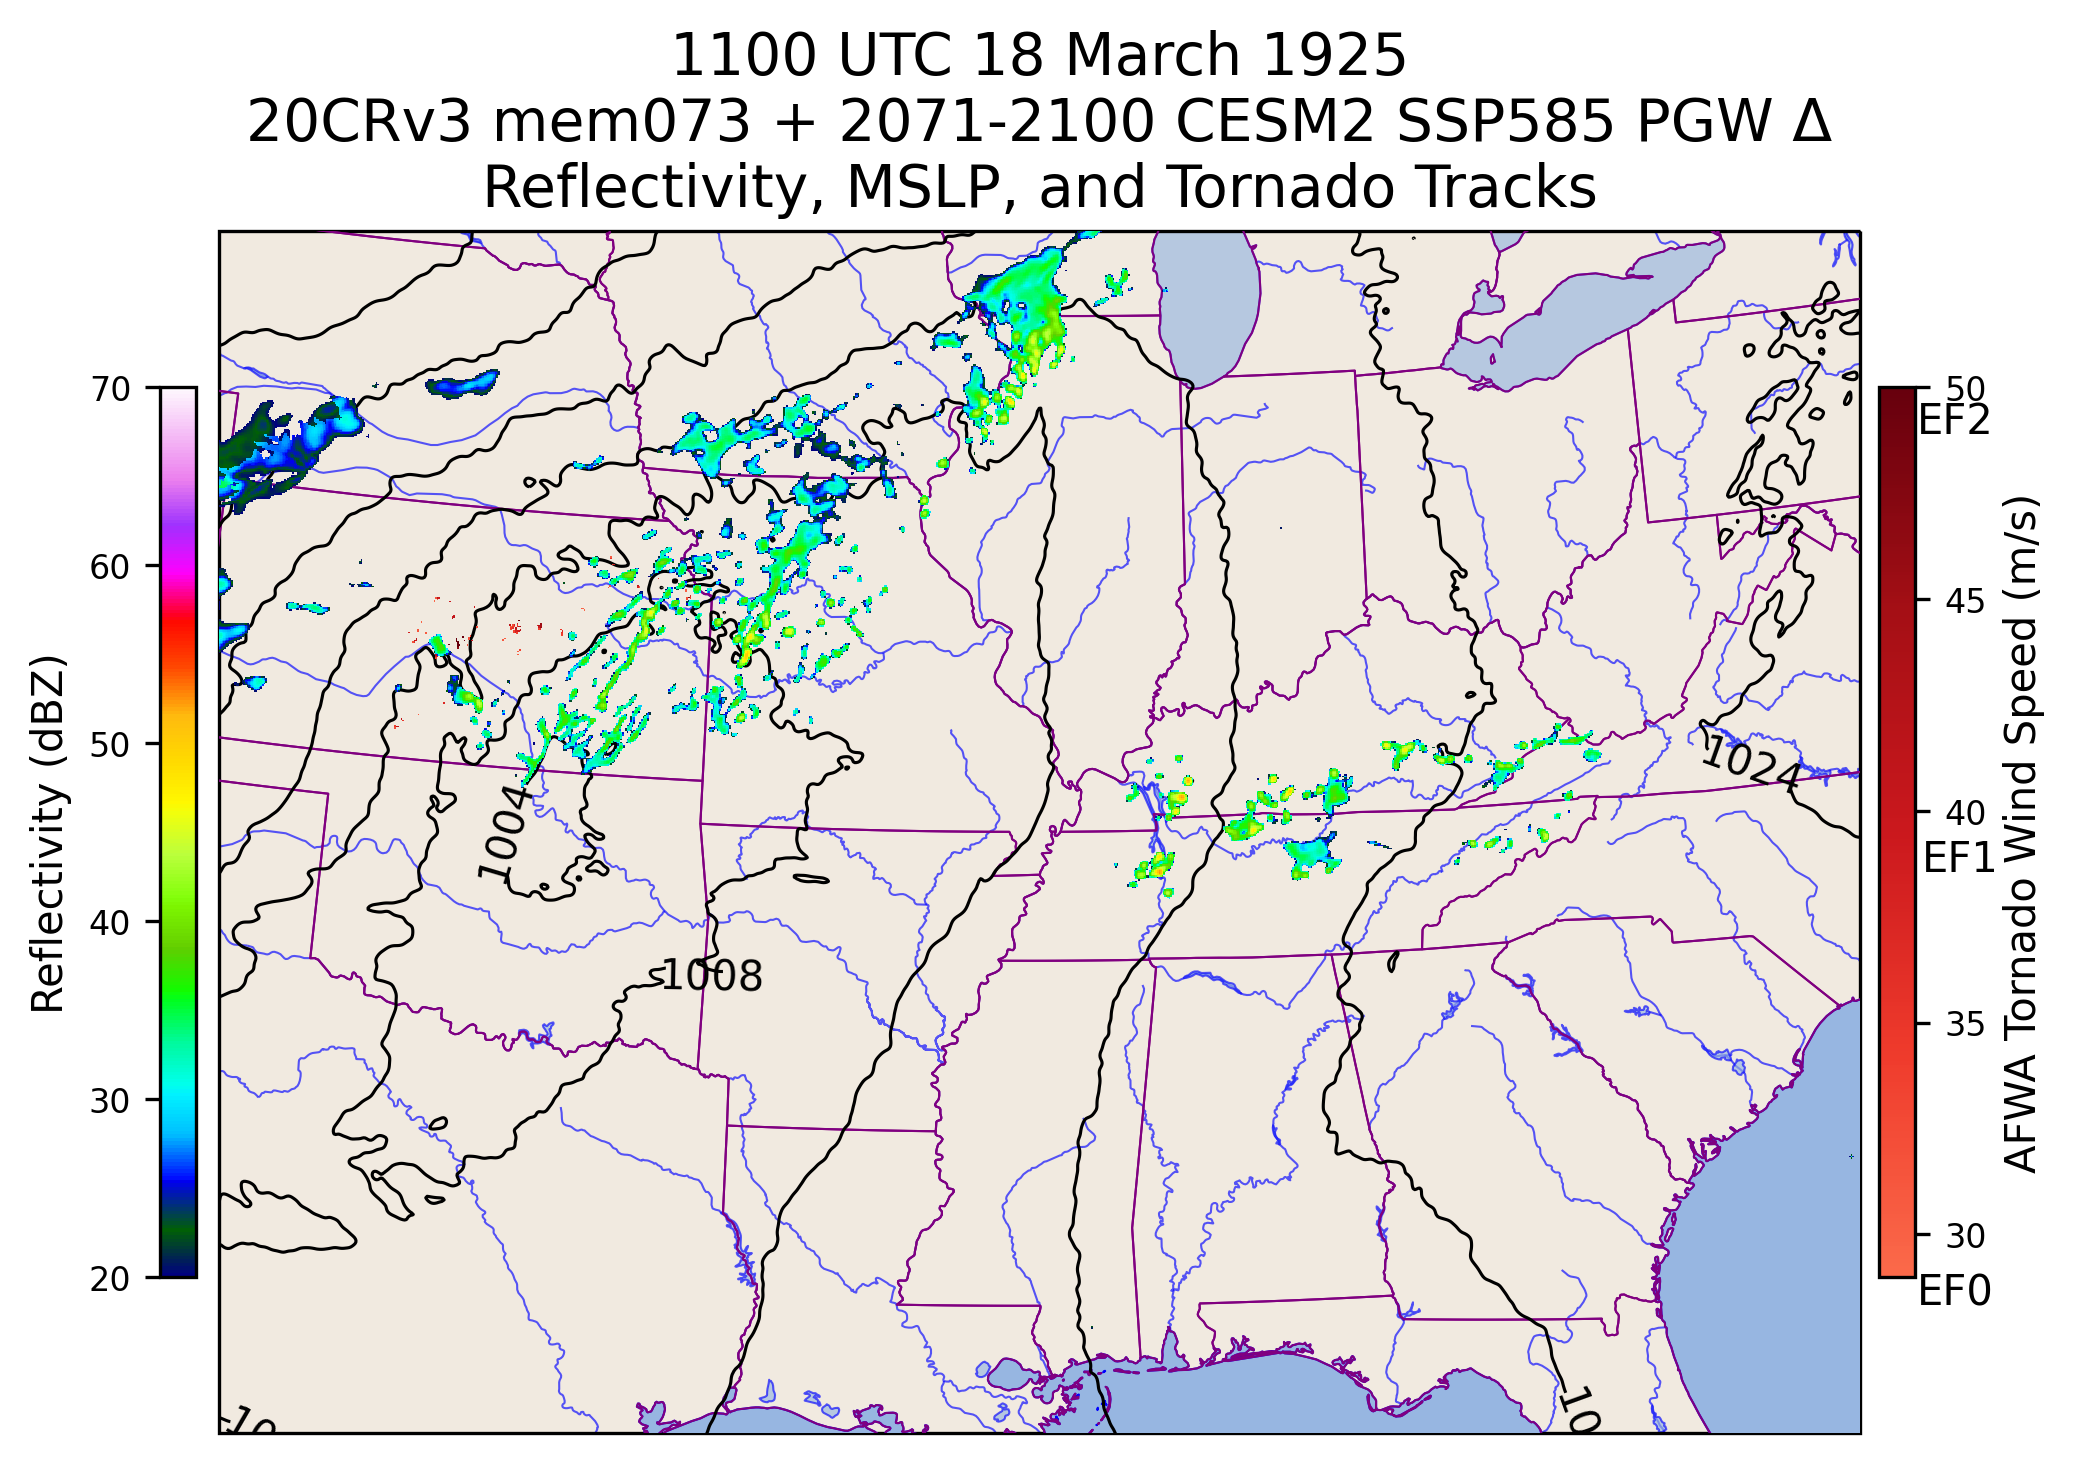 1100 UTC 18 March 1925
20CRv3 mem073 + 2071-2100 CESM2 SSP585 PGW Δ
Reflectivity, MSLP, and Tornado Tracks
70
60
50
40
30
20
Reflectivity (dBZ)
1004
1008
1024
10
10
50
EF2
45
40
EF1
35
30
EF0
AFWA Tornado Wind Speed (m/s)